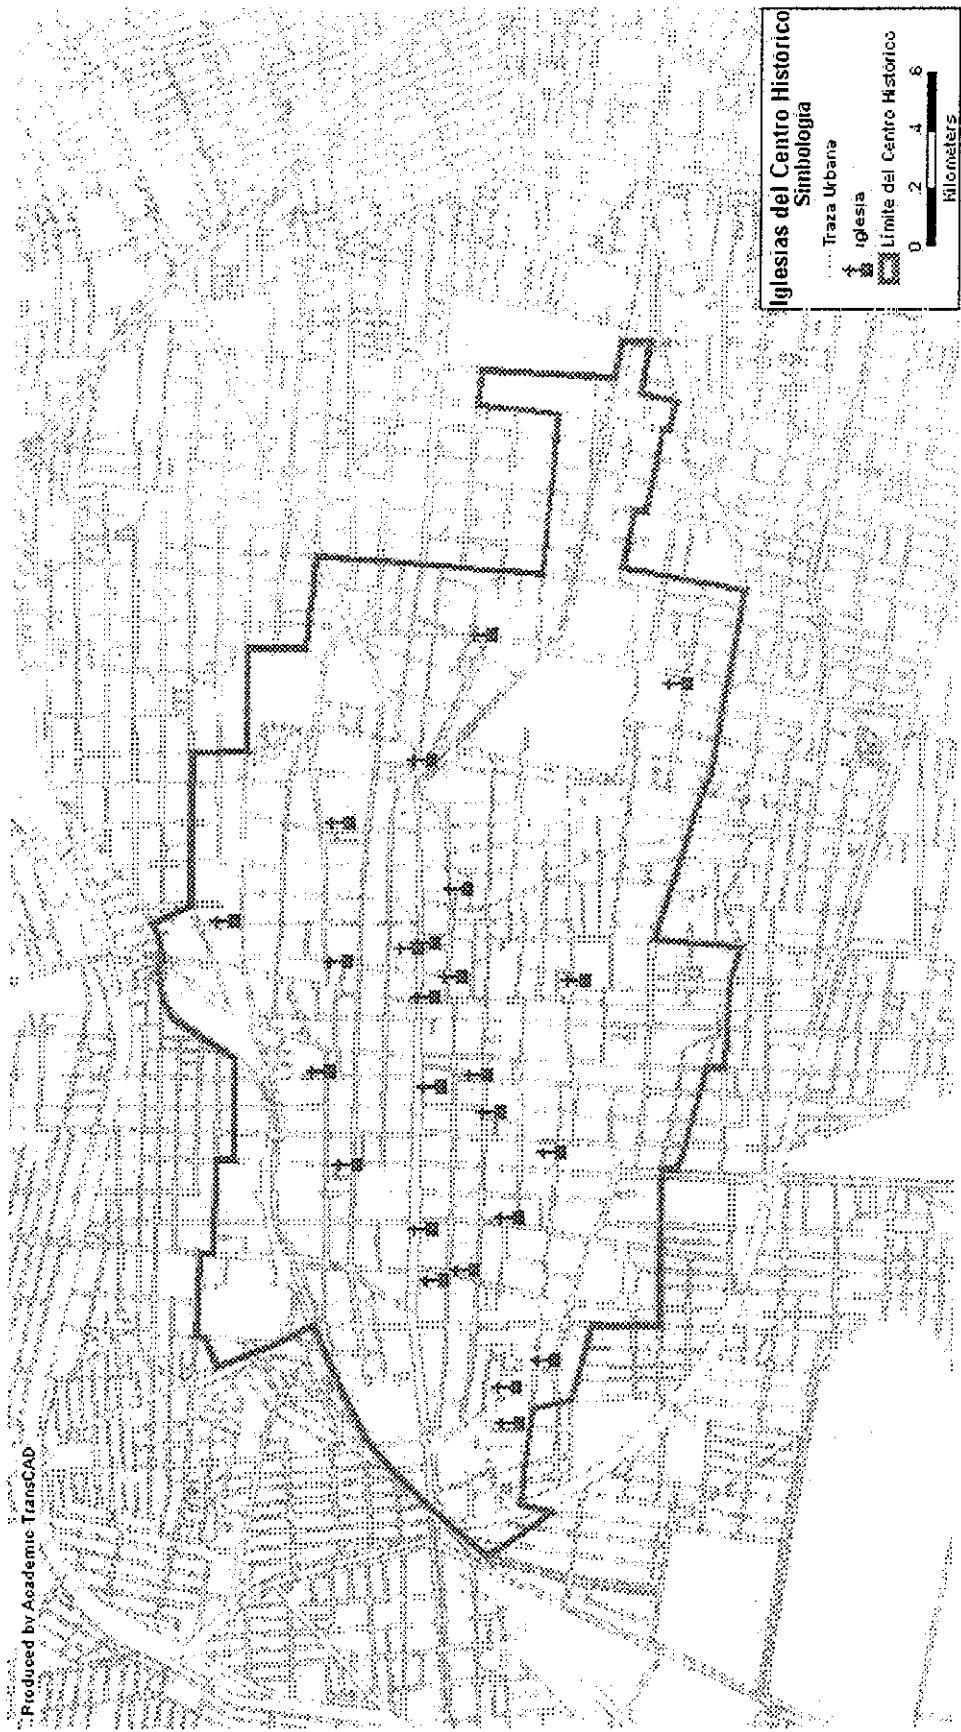 Produced by Academic TransCAD
Iglesias del Centro Histórico
Simbología
Traza Urbana
Iglesia
Límite del Centro Histórico
0 .2 .4 .6
Kilometers